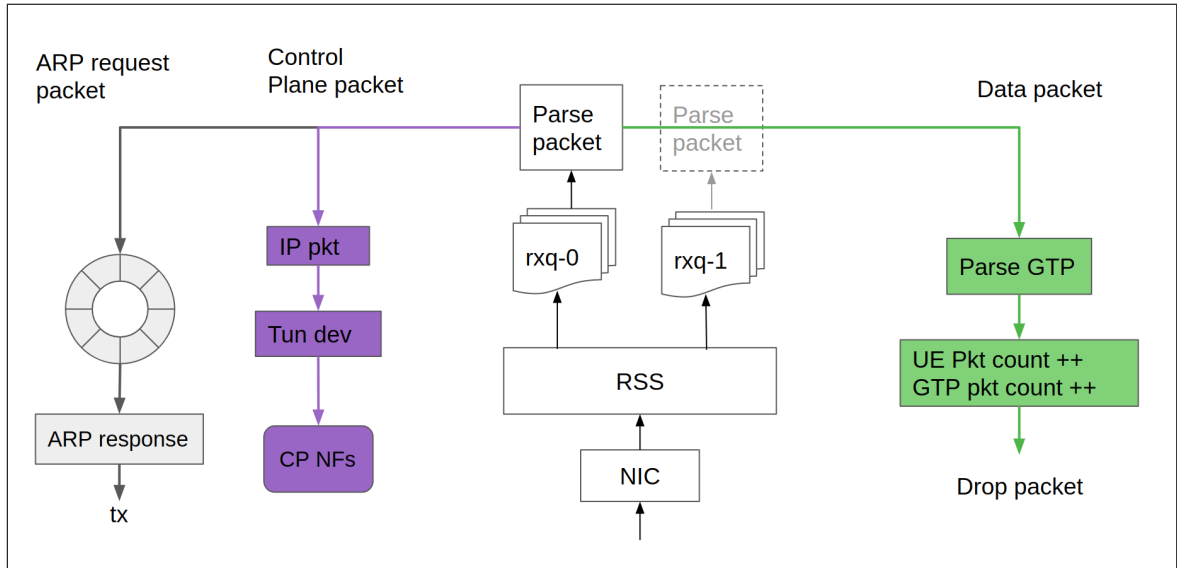 ARP request
packet
Control
Plane packet
Parse
packet
Parse
packet
Data packet
IP pkt
rxq-0
rxq-1
Parse GTP
Tun dev
RSS
UE Pkt count ++
GTP pkt count ++
ARP response
CP NFs
NIC
Drop packet
tx